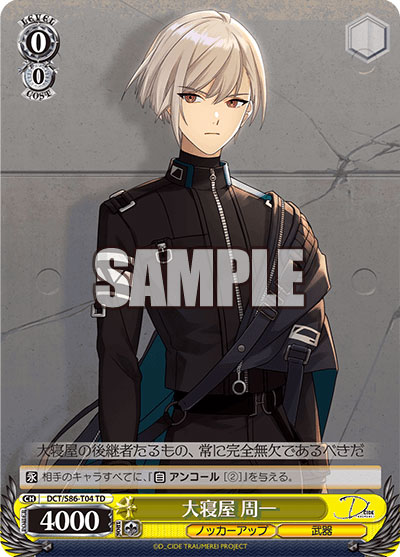 LEVEL
0
0
COST
SAMPLE
大寝屋の後継者たるもの、常に完全無欠であるべきだ
永 相手のキャラすべてに、『自 アンコール [②]』を与える。
CH DCT/S86-T04 TD
大寝屋 周一
POWER 4000 SOUL
ノッカーアップ 武器
D_CIDE
©D_CIDE TRAUMEREI PROJECT